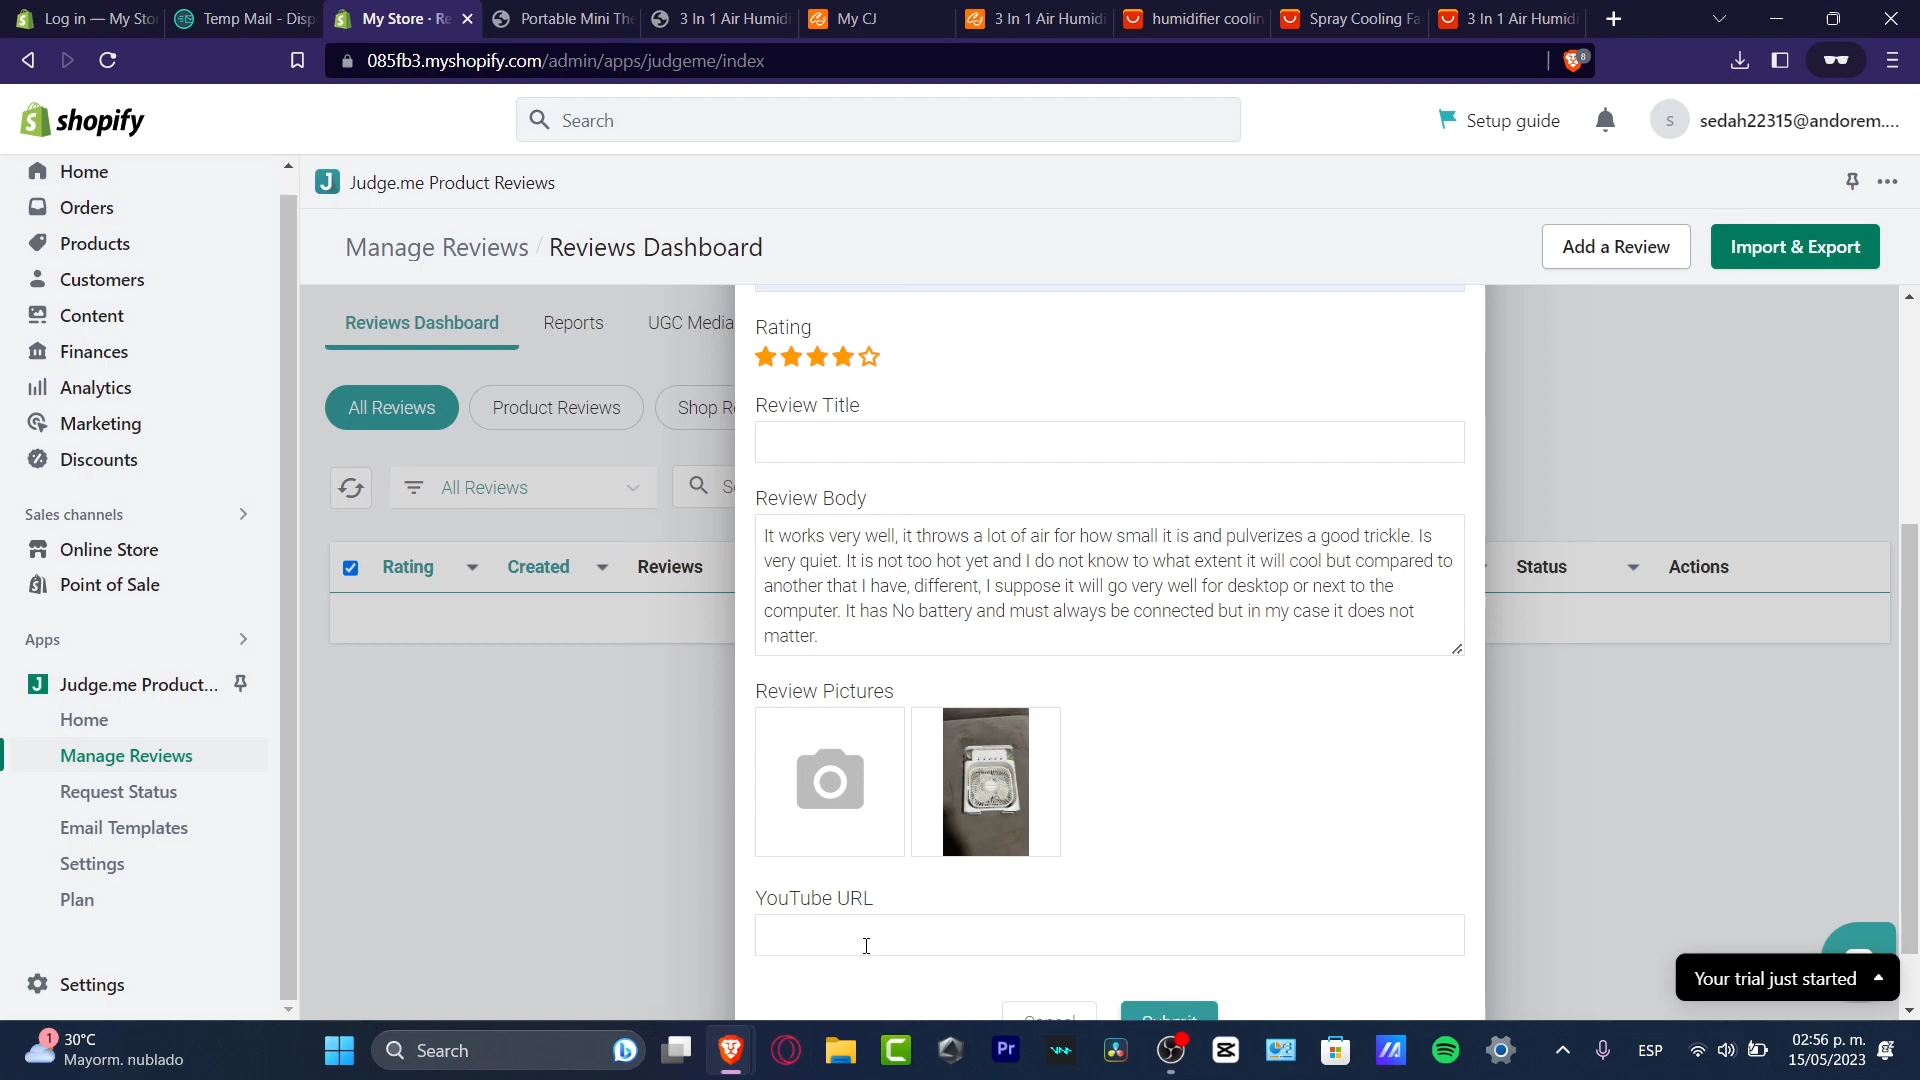 Log in — My Sto
Temp Mail - Disp
My Store · Re
Portable Mini The
3 In 1 Air Humidi
My CJ
3 In 1 Air Humidi
humidifier coolin
Spray Cooling Fa
3 In 1 Air Humidi
085fb3.myshopify.com/admin/apps/judgeme/index
8
shopify
Search
Setup guide
s
sedah22315@andorem....
Home
Orders
Products
Customers
Content
Finances
Analytics
Marketing
Discounts
Sales channels
Online Store
Point of Sale
Apps
J Judge.me Product...
Home
Manage Reviews
Request Status
Email Templates
Settings
Plan
Settings
J Judge.me Product Reviews
Manage Reviews / Reviews Dashboard
Add a Review
Import & Export
Reviews Dashboard
Reports
UGC Media
All Reviews
Product Reviews
Shop Re
All Reviews
Se
Rating
Created
Reviews
Status
Actions
Rating
Review Title
Review Body
It works very well, it throws a lot of air for how small it is and pulverizes a good trickle. Is
very quiet. It is not too hot yet and I do not know to what extent it will cool but compared to
another that I have, different, I suppose it will go very well for desktop or next to the
computer. It has No battery and must always be connected but in my case it does not
matter.
Review Pictures
YouTube URL
Cancel
Submit
Your trial just started
1
30°C
Mayorm. nublado
Search
Pr
ESP
02:56 p. m.
15/05/2023